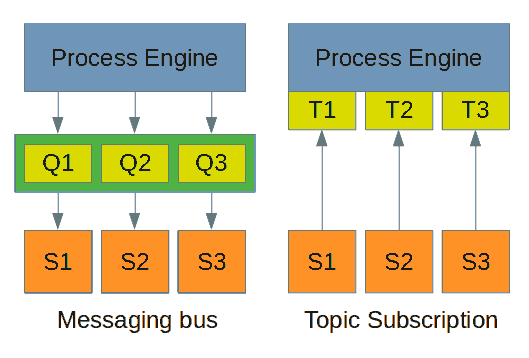 Process Engine
Q1 Q2 Q3
S1 S2 S3
Messaging bus
Process Engine
T1 T2 T3
S1 S2 S3
Topic Subscription